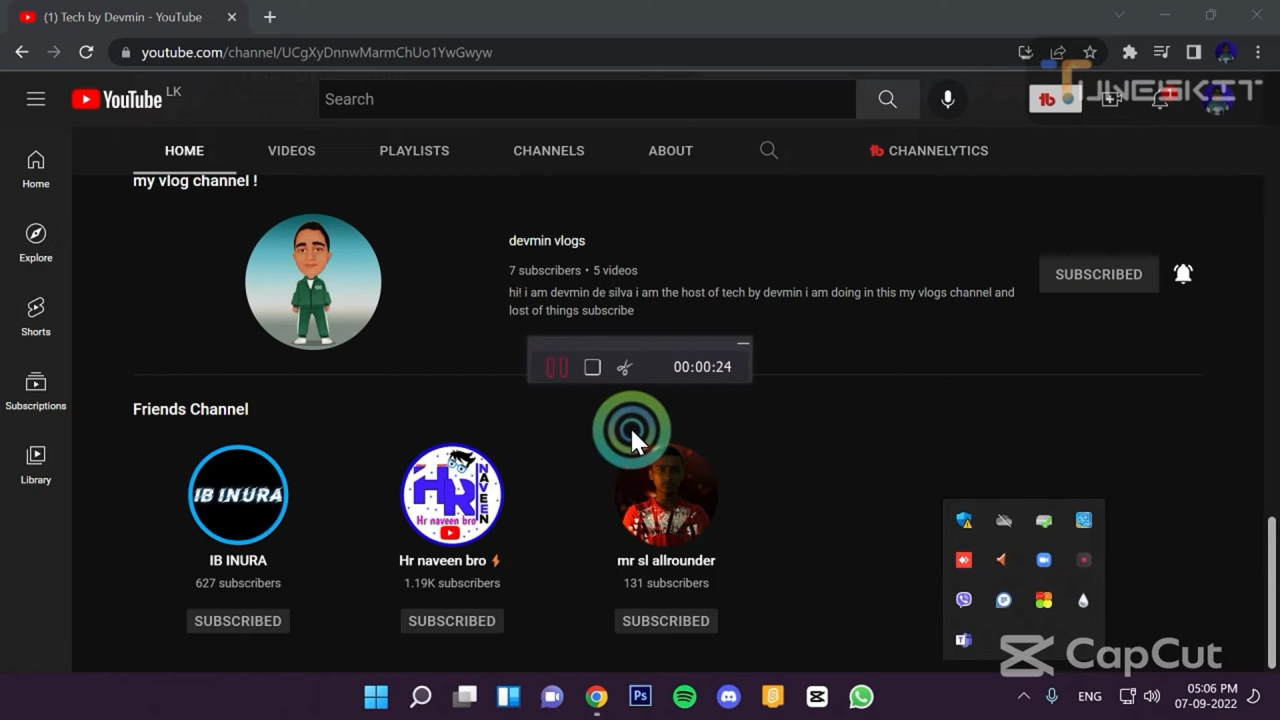 (1) Tech by Devmin - YouTube
youtube.com/channel/UCgXyDnnwMarmChUo1YwGwyw
YouTube LK
Search
TUNESKIT
HOME VIDEOS PLAYLISTS CHANNELS ABOUT CHANNELYTICS
Home
Explore
Shorts
Subscriptions
Library
my vlog channel !
devmin vlogs
7 subscribers • 5 videos
hi! i am devmin de silva i am the host of tech by devmin i am doing in this my vlogs channel and
lost of things subscribe
SUBSCRIBED
00:00:24
Friends Channel
IB INURA
HR
NAVEEN
Hr naveen bro
IB INURA
627 subscribers
SUBSCRIBED
Hr naveen bro⚡
1.19K subscribers
SUBSCRIBED
mr sl allrounder
131 subscribers
SUBSCRIBED
CapCut
Ps
ENG
05:06 PM
07-09-2022